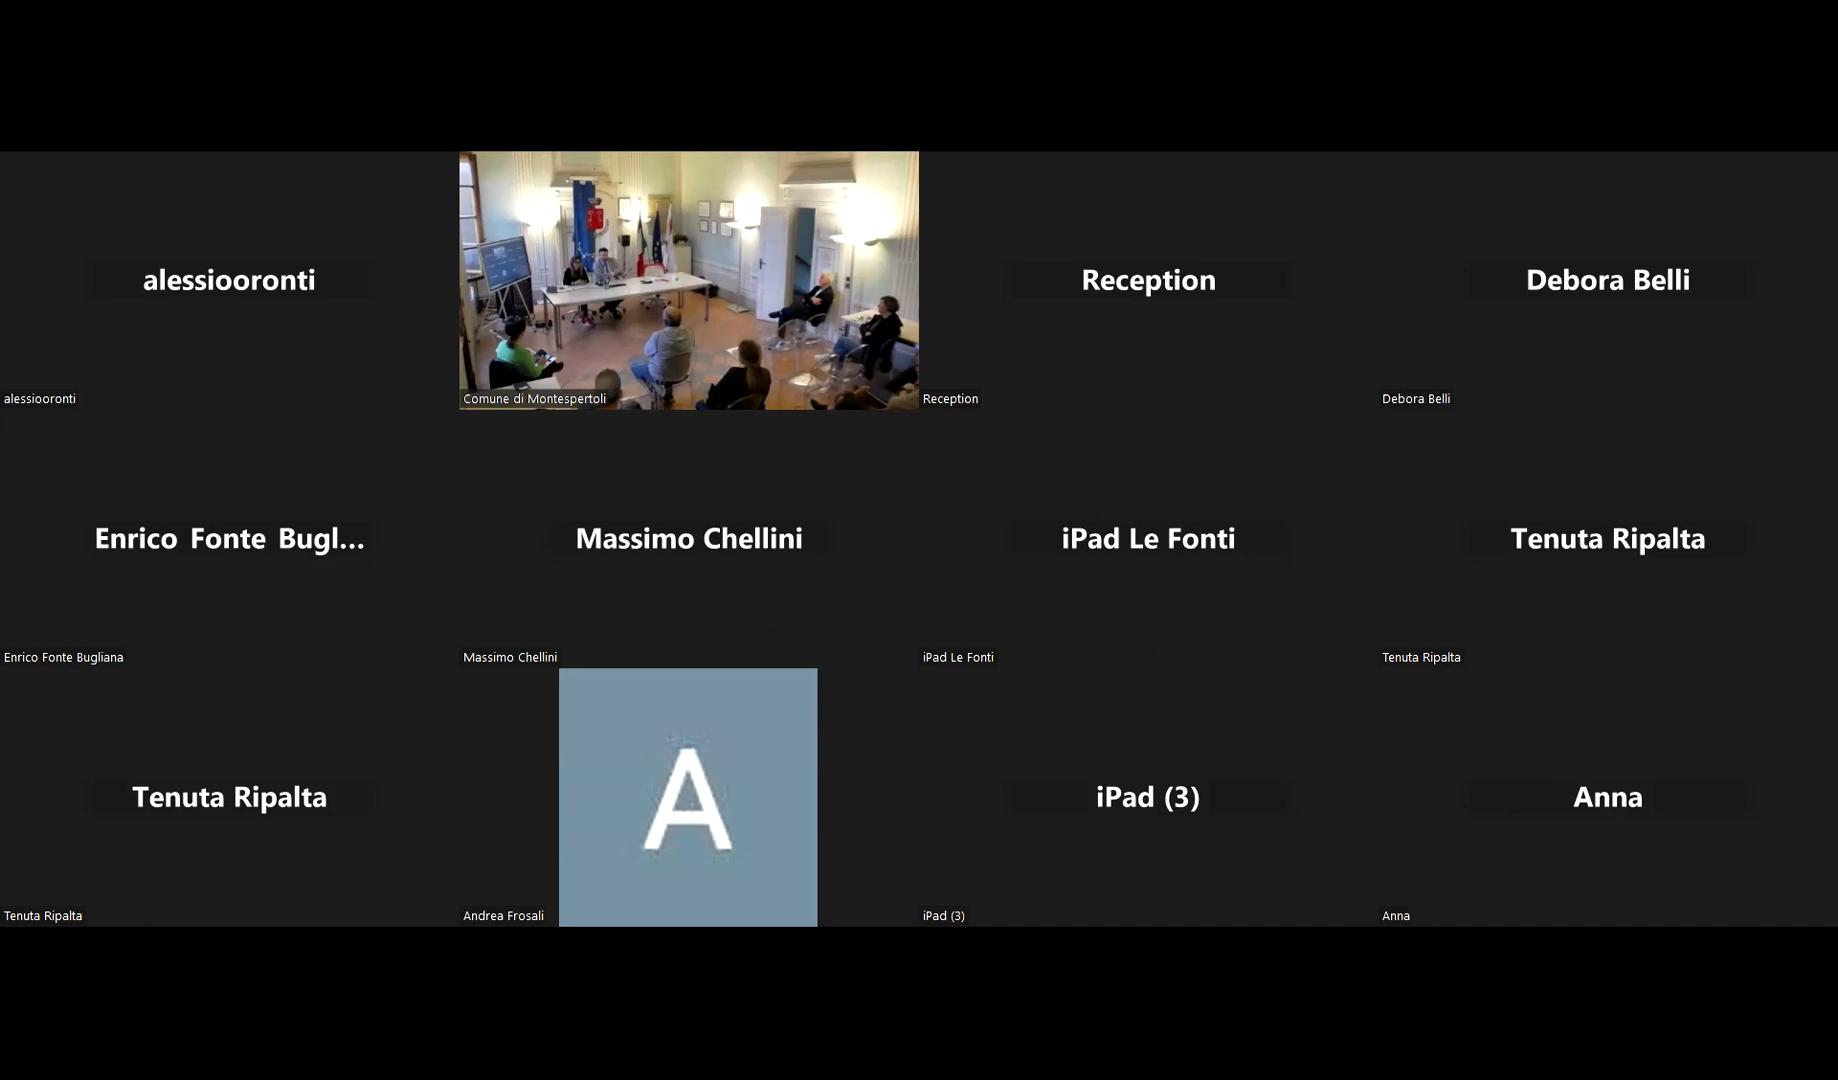 alessiooronti
Reception
Debora Belli
alessiooronti
Comune di Montespertoli
Reception
Debora Belli
Enrico Fonte Bugl...
Massimo Chellini
iPad Le Fonti
Tenuta Ripalta
Enrico Fonte Bugliana
Massimo Chellini
iPad Le Fonti
Tenuta Ripalta
Tenuta Ripalta
A
iPad (3)
Anna
Tenuta Ripalta
Andrea Frosali
iPad (3)
Anna